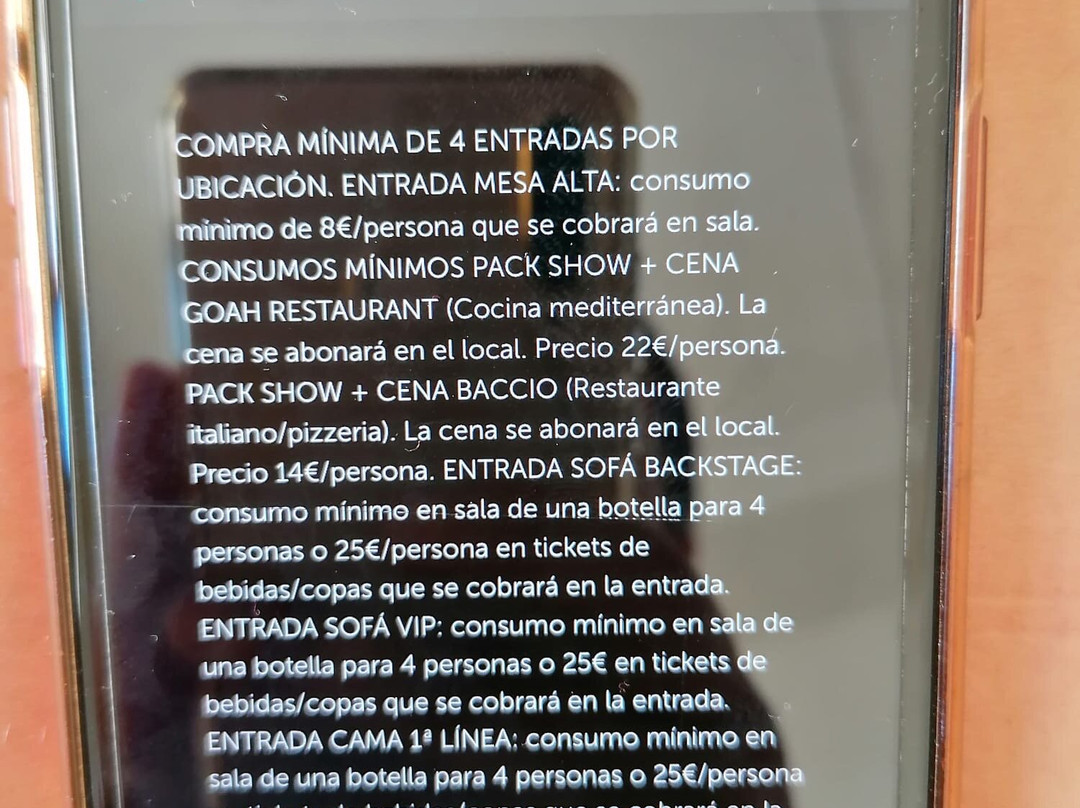 COMPRA MÍNIMA DE 4 ENTRADAS POR
UBICACIÓN. ENTRADA MESA ALTA: consumo
mínimo de 8€/persona que se cobrará en sala.
CONSUMOS MÍNIMOS PACK SHOW + CENA
GOAH RESTAURANT (Cocina mediterránea). La
cena se abonará en el local. Precio 22€/persona.
PACK SHOW + CENA BACCIO (Restaurante
italiano/pizzeria). La cena se abonará en el local.
Precio 14€/persona. ENTRADA SOFÁ BACKSTAGE:
consumo mínimo en sala de una botella para 4
personas o 25€/persona en tickets de
bebidas/copas que se cobrará en la entrada.
ENTRADA SOFÁ VIP: consumo mínimo en sala de
una botella para 4 personas o 25€ en tickets de
bebidas/copas que se cobrará en la entrada.
ENTRADA CAMA 1ª LÍNEA: consumo mínimo en
sala de una botella para 4 personas o 25€/persona